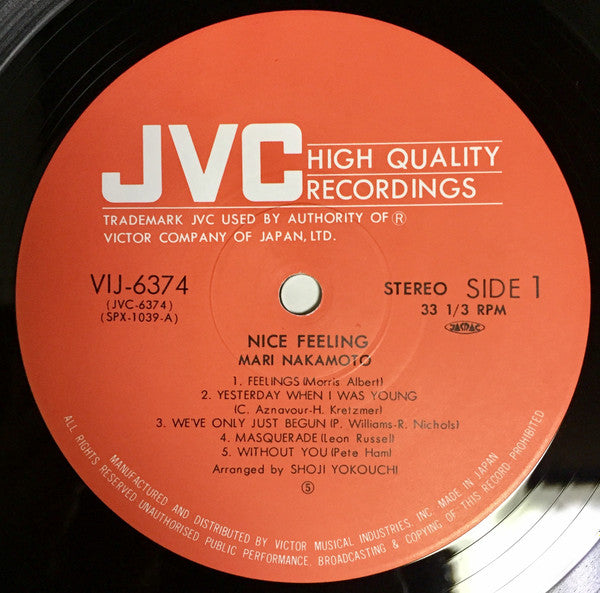 JVC HIGH QUALITY
RECORDINGS
TRADEMARK JVC USED BY AUTHORITY OF Ⓡ
VICTOR COMPANY OF JAPAN, LTD.
VIJ-6374
(JVC-6374)
(SPX-1039-A)
STEREO SIDE 1
33 1/3 RPM
JASRAC
NICE FEELING
MARI NAKAMOTO
1. FEELINGS (Morris Albert)
2. YESTERDAY WHEN I WAS YOUNG
(C. Aznavour-H. Kretzmer)
3. WE'VE ONLY JUST BEGUN (P. Williams-R. Nichols)
4. MASQUERADE (Leon Russel)
5. WITHOUT YOU (Pete Ham)
Arranged by SHOJI YOKOUCHI
⑤
MANUFACTURED AND DISTRIBUTED BY VICTOR MUSICAL INDUSTRIES, INC. MADE IN JAPAN
ALL RIGHTS RESERVED UNAUTHORISED PUBLIC PERFORMANCE, BROADCASTING & COPYING OF THIS RECORD PROHIBITED